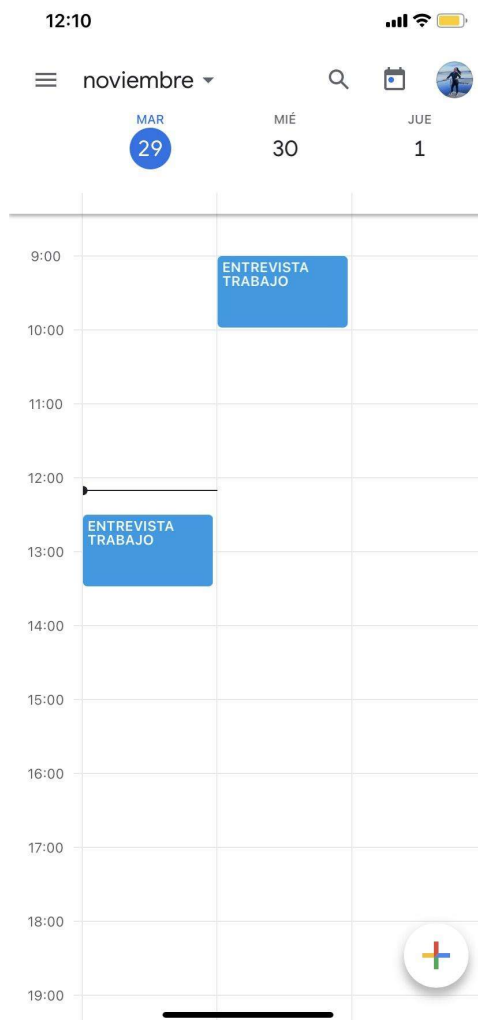 12:10
noviembre
MAR
MIÉ
JUE
29
30
1
9:00
ENTREVISTA
TRABAJO
10:00
11:00
12:00
ENTREVISTA
TRABAJO
13:00
14:00
15:00
16:00
17:00
18:00
19:00